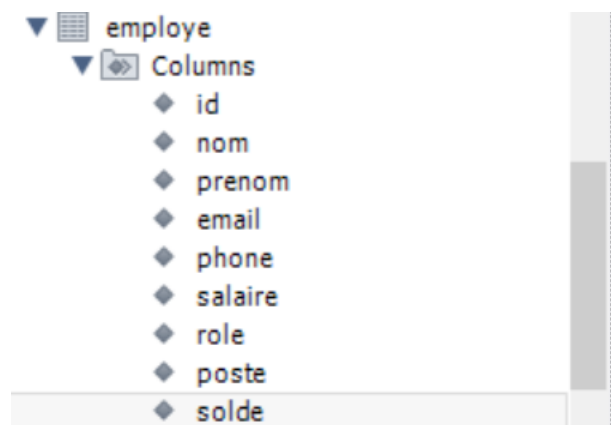 employe
Columns
id
nom
prenom
email
phone
salaire
role
poste
solde